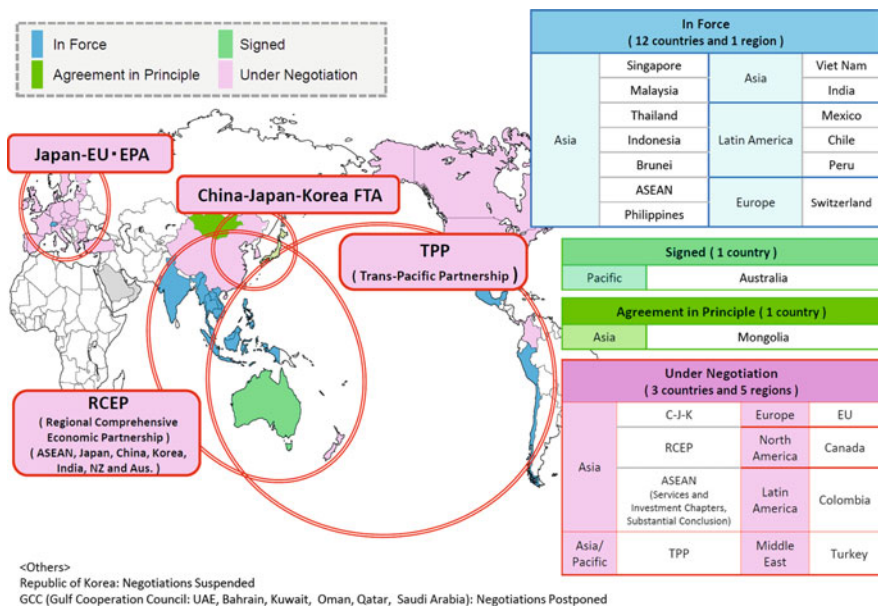 In Force
Signed
Agreement in Principle
Under Negotiation
Japan-EU・EPA
China-Japan-Korea FTA
TPP
( Trans-Pacific Partnership )
RCEP
( Regional Comprehensive
Economic Partnership )
( ASEAN, Japan, China, Korea,
India, NZ and Aus. )
In Force
( 12 countries and 1 region )
Asia
Singapore
Malaysia
Thailand
Indonesia
Brunei
ASEAN
Philippines
Asia
Viet Nam
India
Latin America
Mexico
Chile
Peru
Europe
Switzerland
Signed ( 1 country )
Pacific
Australia
Agreement in Principle ( 1 country )
Asia
Mongolia
Under Negotiation
( 3 countries and 5 regions )
Asia
C-J-K
RCEP
ASEAN
(Services and
Investment Chapters,
Substantial Conclusion)
Asia/
Pacific
TPP
Europe
EU
North
America
Canada
Latin
America
Colombia
Middle
East
Turkey
<Others>
Republic of Korea: Negotiations Suspended
GCC (Gulf Cooperation Council: UAE, Bahrain, Kuwait, Oman, Qatar, Saudi Arabia): Negotiations Postponed